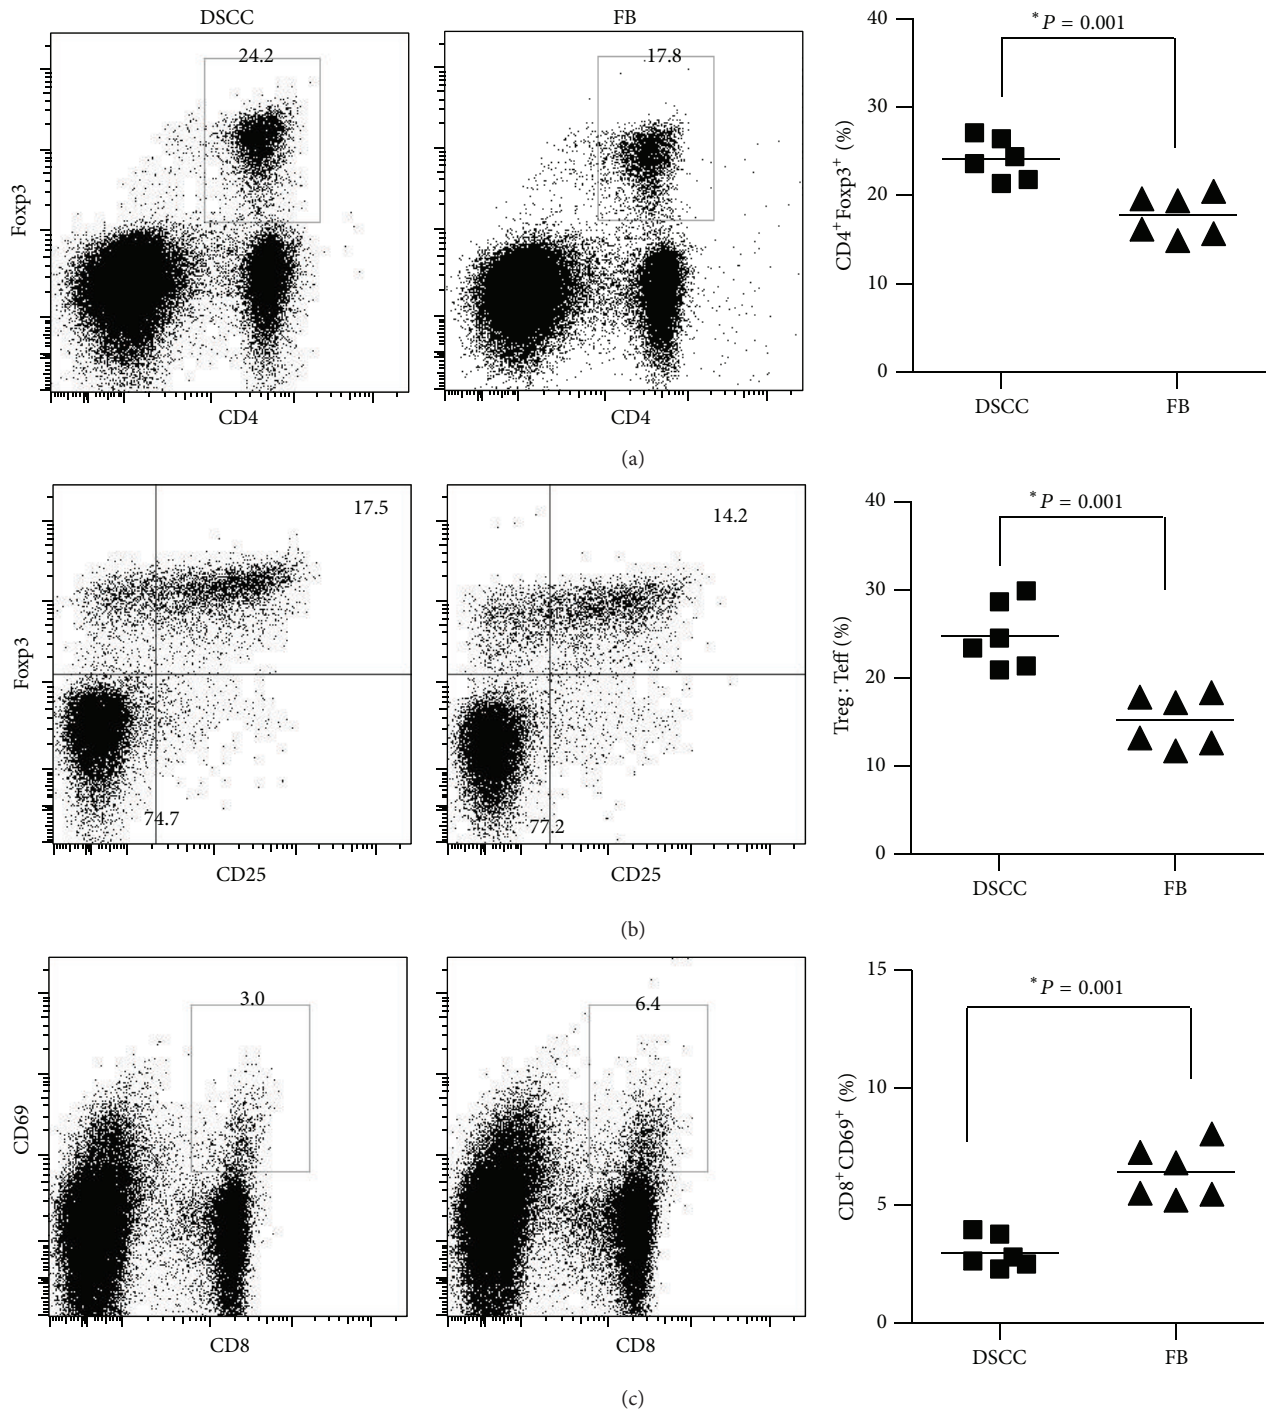 DSCC
FB
24.2
17.8
Foxp3
CD4
CD4
40
30
20
10
0
CD4⁺Foxp3⁺ (%)
*P = 0.001
DSCC
FB
(a)
17.5
14.2
74.7
77.2
Foxp3
CD25
CD25
40
30
20
10
0
Treg : Teff (%)
*P = 0.001
DSCC
FB
(b)
3.0
6.4
CD69
CD8
CD8
15
10
5
0
CD8⁺CD69⁺ (%)
*P = 0.001
DSCC
FB
(c)